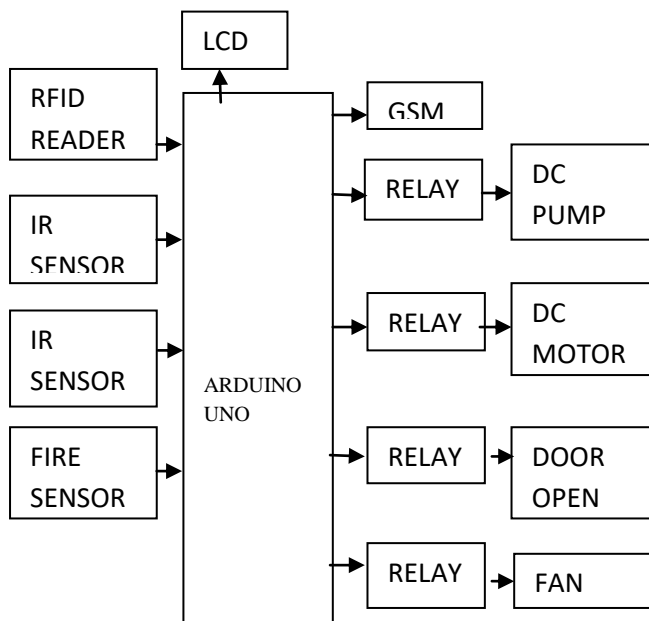 LCD
RFID
READER
IR
SENSOR
IR
SENSOR
FIRE
SENSOR
ARDUINO
UNO
GSM
RELAY
DC
PUMP
RELAY
DC
MOTOR
RELAY
DOOR
OPEN
RELAY
FAN